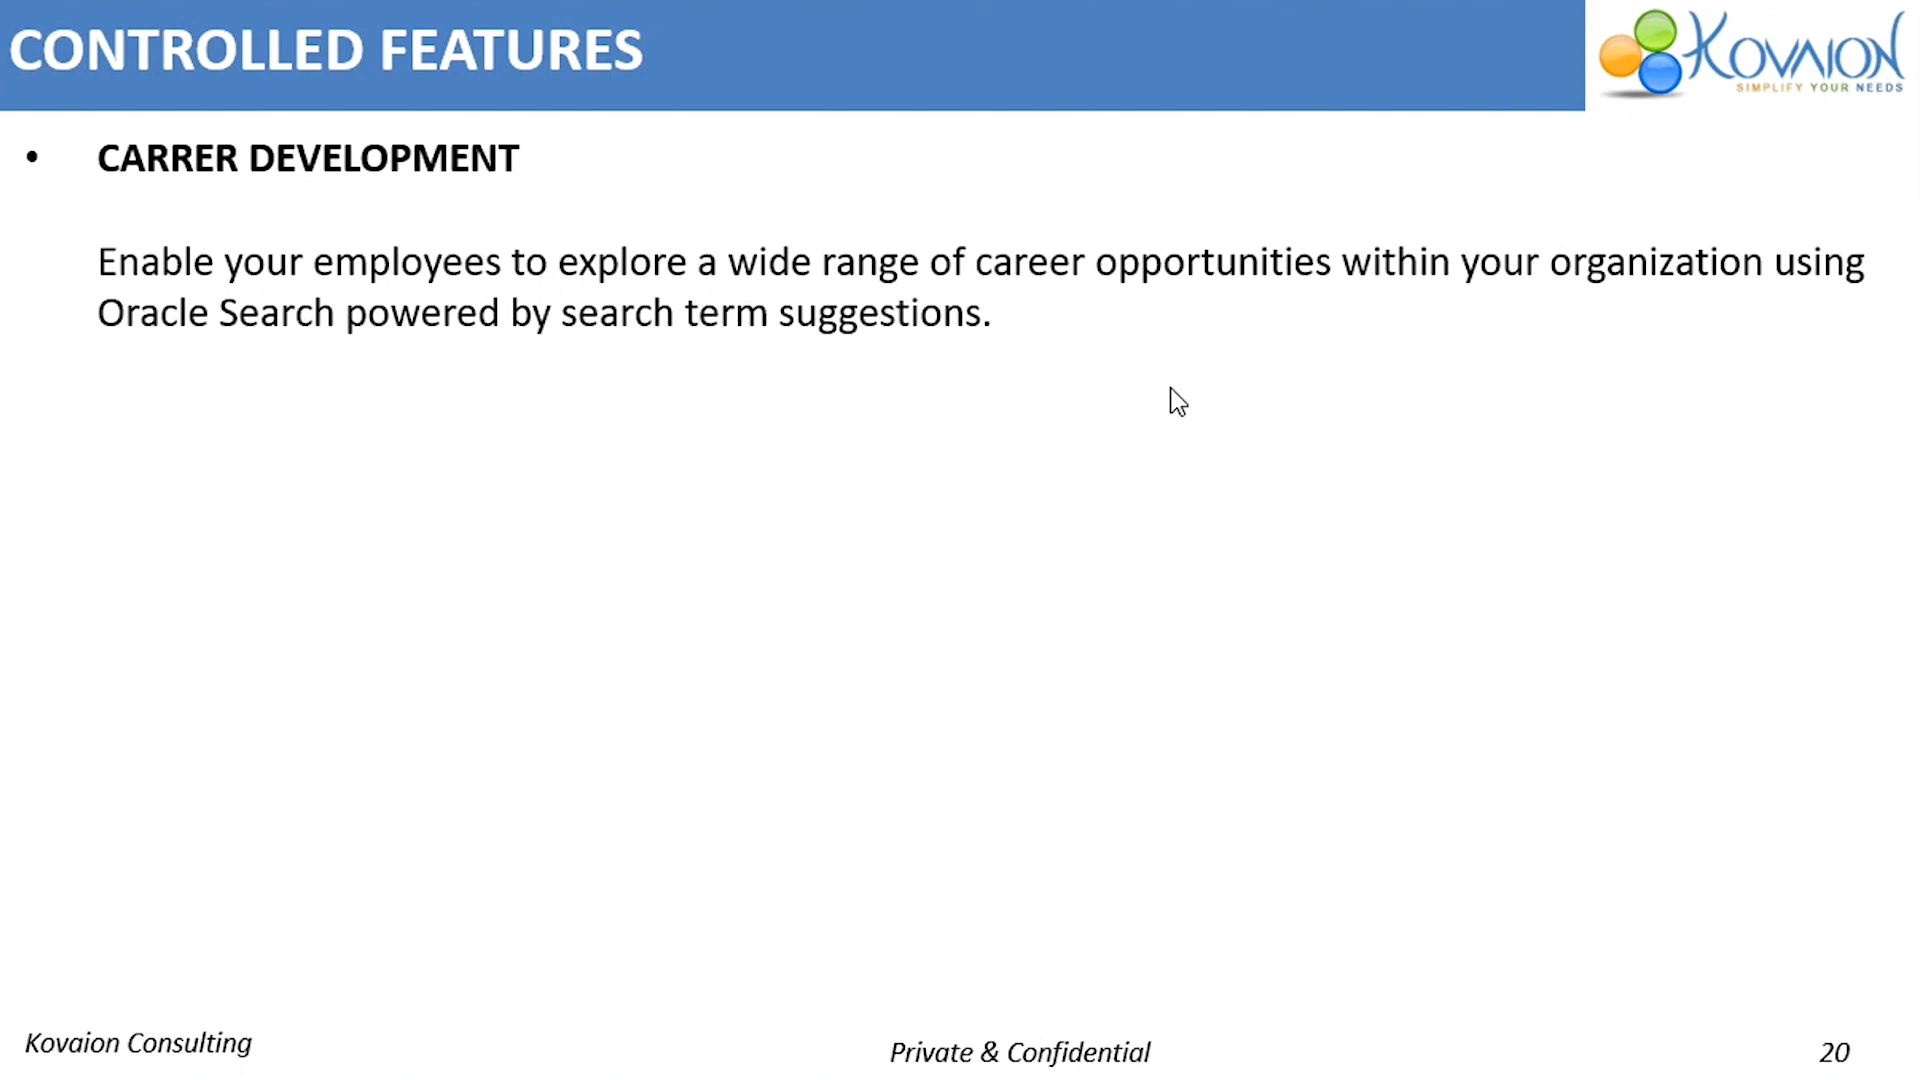 CONTROLLED FEATURES
KOVAION
SIMPLIFY YOUR NEEDS
• CARRER DEVELOPMENT
Enable your employees to explore a wide range of career opportunities within your organization using
Oracle Search powered by search term suggestions.
Kovaion Consulting
Private & Confidential
20